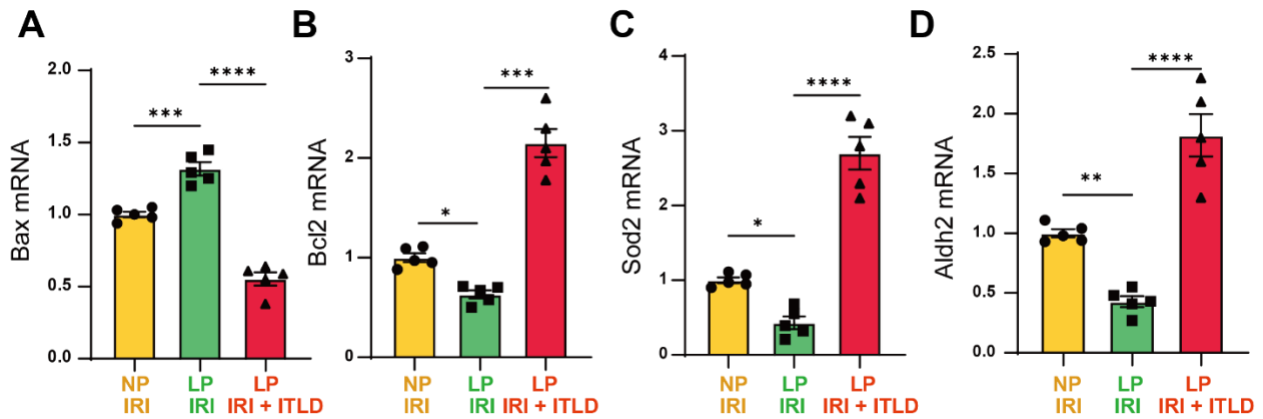 A
Bax mRNA
2.0
1.5
1.0
0.5
0.0
***
****
NP
IRI
LP
IRI
LP
IRI + ITLD
B
Bcl2 mRNA
3
2
1
0
*
***
NP
IRI
LP
IRI
LP
IRI + ITLD
C
Sod2 mRNA
4
3
2
1
0
*
****
NP
IRI
LP
IRI
LP
IRI + ITLD
D
Aldh2 mRNA
2.5
2.0
1.5
1.0
0.5
0.0
**
****
NP
IRI
LP
IRI
LP
IRI + ITLD